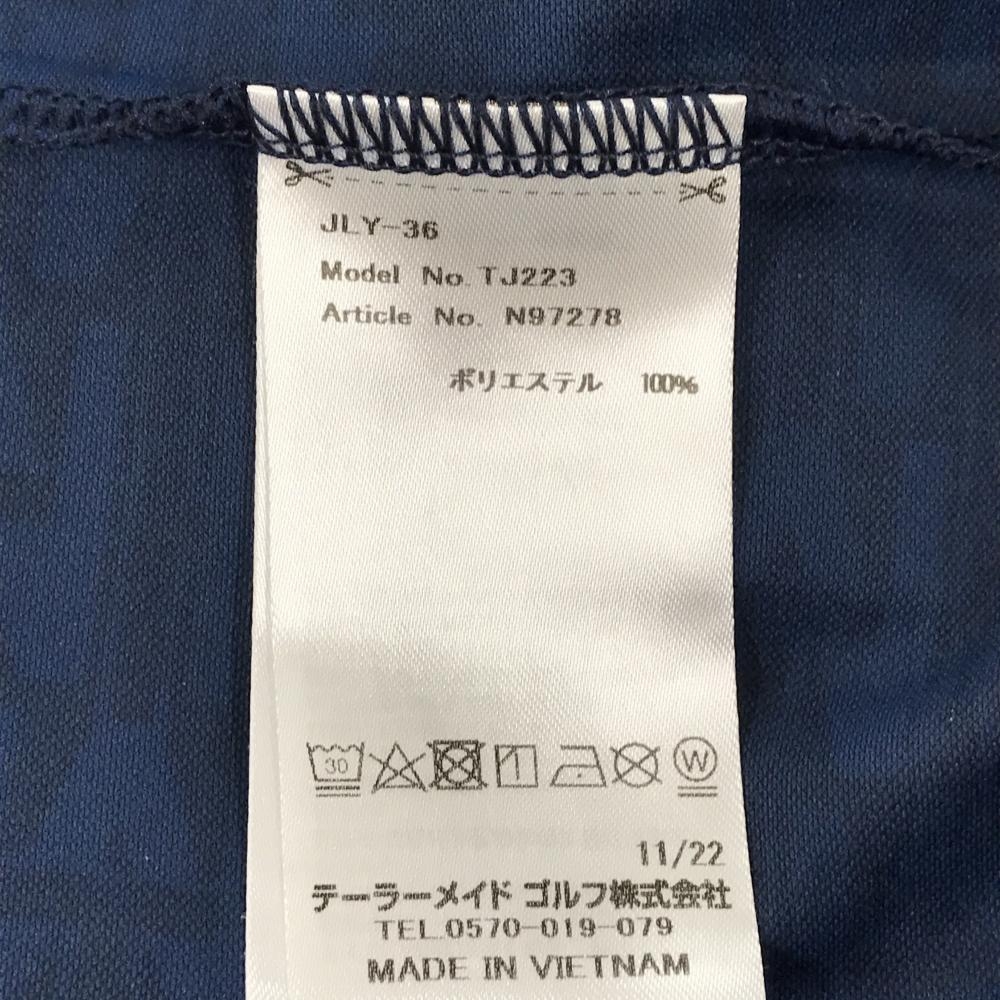 JLY-36
Model No. TJ223
Article No. N97278
ポリエステル 100%
30 W
11/22
テーラーメイド ゴルフ株式会社
TEL.0570-019-079
MADE IN VIETNAM